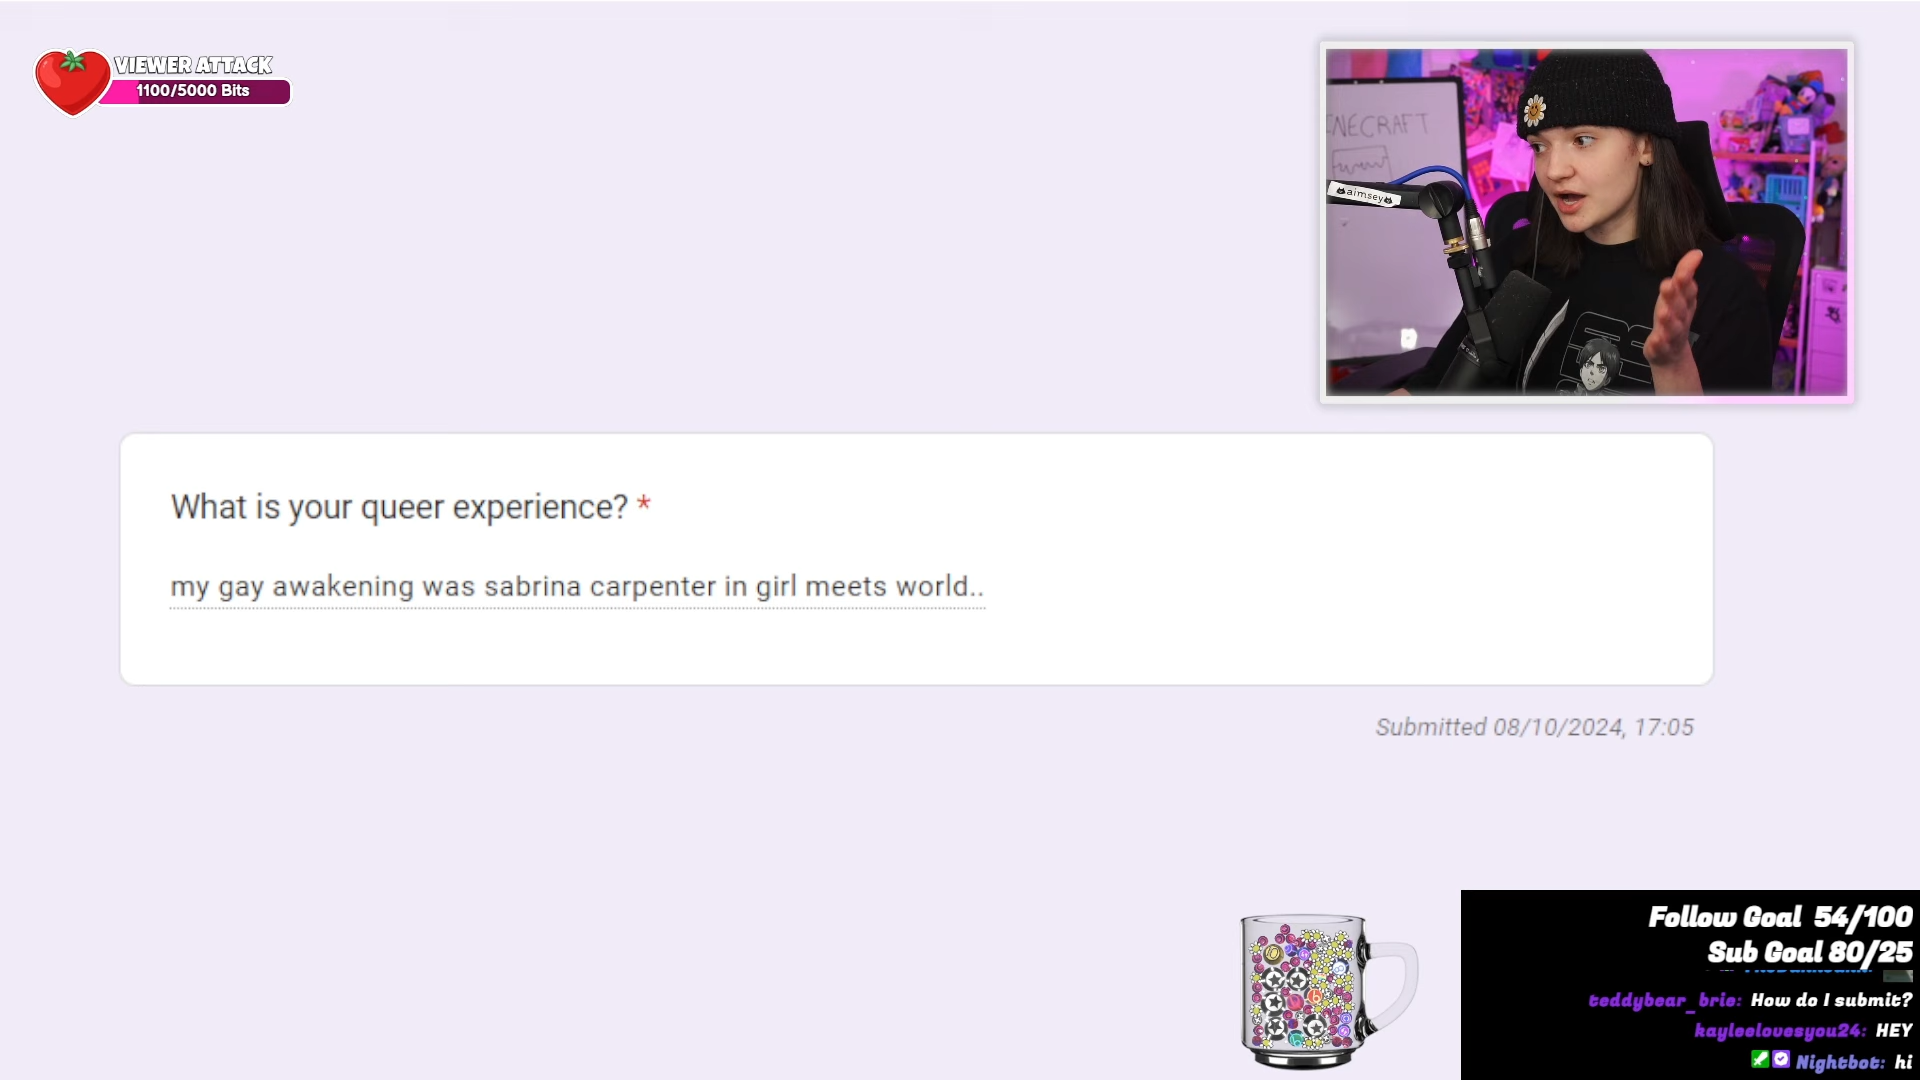 VIEWER ATTACK
1100/5000 Bits
NECRAFT
aimsey
What is your queer experience? *
my gay awakening was sabrina carpenter in girl meets world..
Submitted 08/10/2024, 17:05
Follow Goal 54/100
Sub Goal 80/25
teddybear_brie: How do I submit?
kayleelovesyou24: HEY
Nightbot: hi